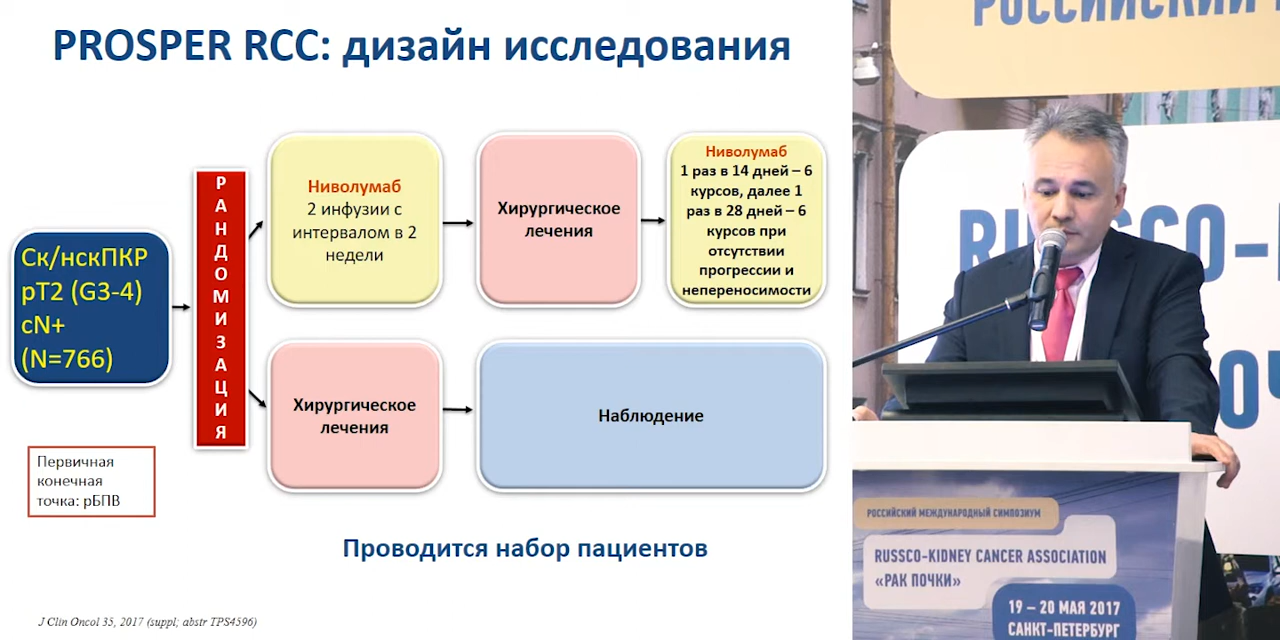 PROSPER RCC: дизайн исследования
Ск/нскПКР
рТ2 (G3-4)
cN+
(N=766)
РАНДОМИЗАЦИЯ
Ниволумаб
2 инфузии с
интервалом в 2
недели
Хирургическое
лечения
Ниволумаб
1 раз в 14 дней – 6
курсов, далее 1
раз в 28 дней – 6
курсов при
отсутствии
прогрессии и
непереносимости
Хирургическое
лечения
Наблюдение
Первичная
конечная
точка: рБПВ
Проводится набор пациентов
J Clin Oncol 35, 2017 (suppl; abstr TPS4596)
РОССИЙСКИЙ
РОССИЙСКИЙ МЕЖДУНАРОДНЫЙ СИМПОЗИУМ
RUSSCO-KIDNEY CANCER ASSOCIATION
«РАК ПОЧКИ»
19 – 20 МАЯ 2017
САНКТ-ПЕТЕРБУРГ